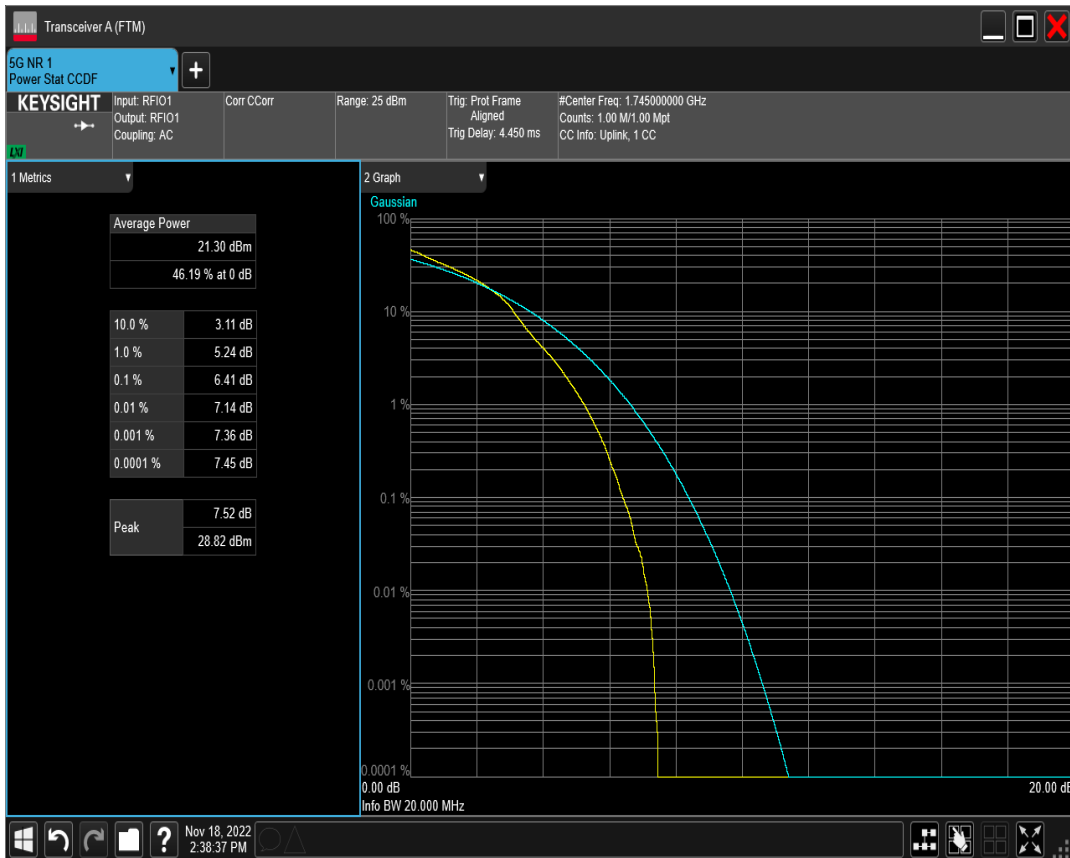 Transceiver A (FTM)
5G NR 1
Power Stat CCDF
+
KEYSIGHT
LXI
Input: RFIO1
Output: RFIO1
Coupling: AC
Corr CCorr
Range: 25 dBm
Trig: Prot Frame
Aligned
Trig Delay: 4.450 ms
#Center Freq: 1.745000000 GHz
Counts: 1.00 M/1.00 Mpt
CC Info: Uplink, 1 CC
1 Metrics
Average Power
21.30 dBm
46.19 % at 0 dB
10.0 % 3.11 dB
1.0 % 5.24 dB
0.1 % 6.41 dB
0.01 % 7.14 dB
0.001 % 7.36 dB
0.0001 % 7.45 dB
Peak
7.52 dB
28.82 dBm
2 Graph
Gaussian
100 %
10 %
1 %
0.1 %
0.01 %
0.001 %
0.0001 %
0.00 dB 20.00 dB
Info BW 20.000 MHz
?
Nov 18, 2022
2:38:37 PM